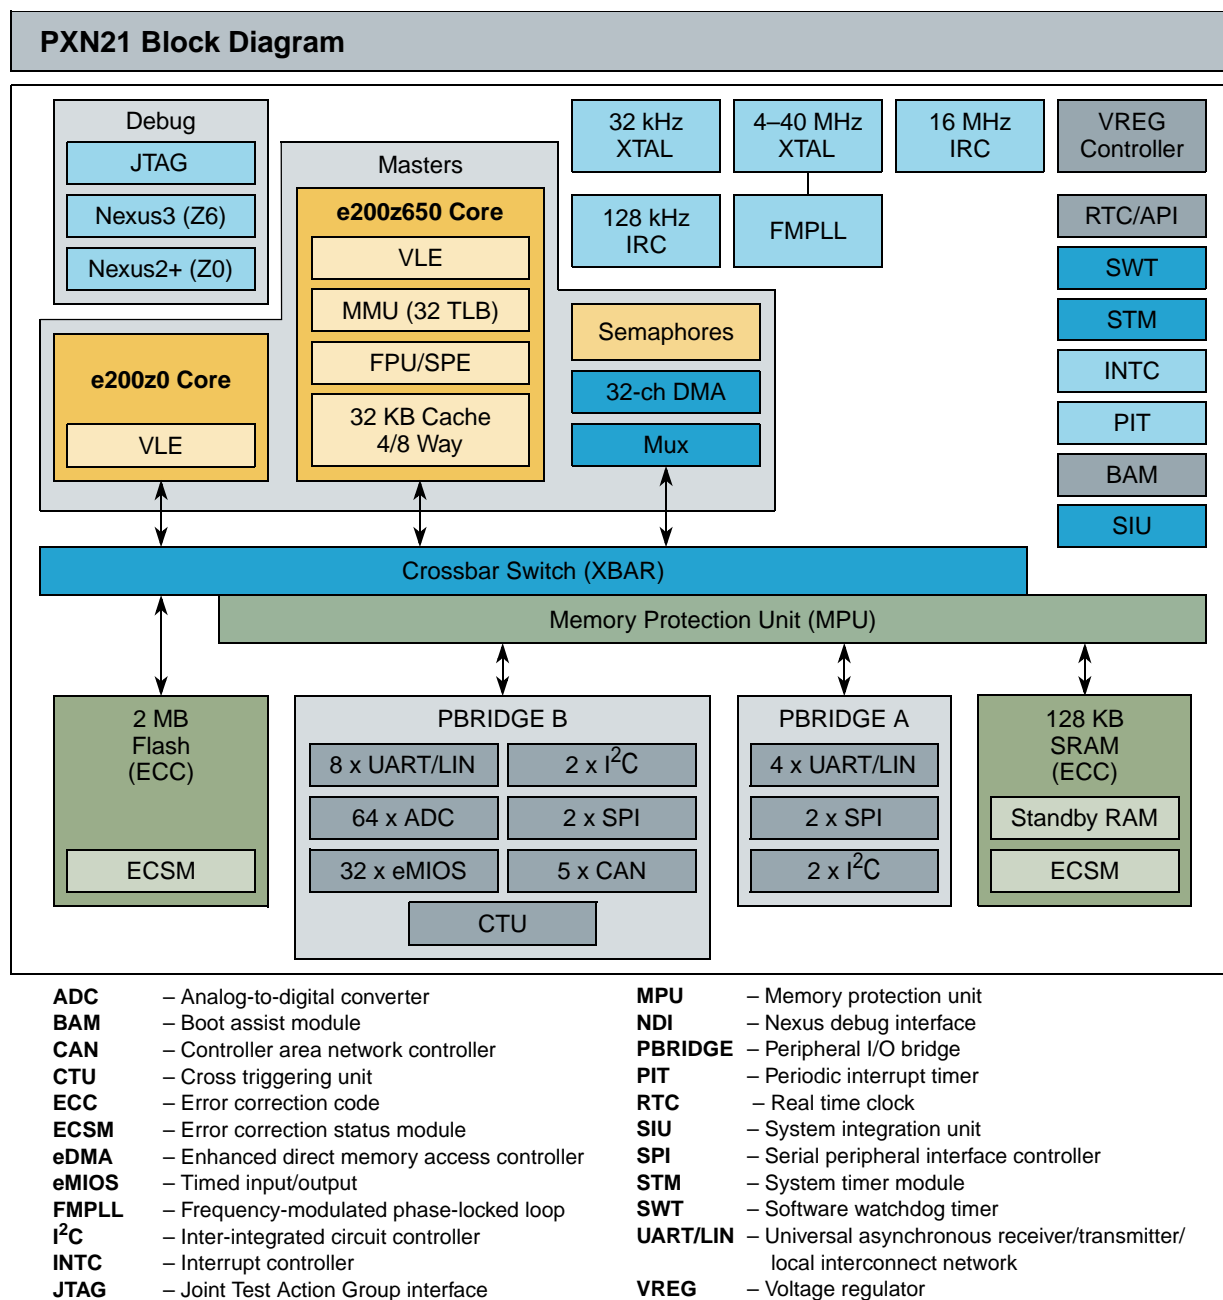 PXN21 Block Diagram
Debug
JTAG
Nexus3 (Z6)
Nexus2+ (Z0)
Masters
e200z650 Core
VLE
MMU (32 TLB)
FPU/SPE
32 KB Cache
4/8 Way
e200z0 Core
VLE
Semaphores
32-ch DMA
Mux
32 kHz
XTAL
4–40 MHz
XTAL
16 MHz
IRC
128 kHz
IRC
FMPLL
VREG
Controller
RTC/API
SWT
STM
INTC
PIT
BAM
SIU
Crossbar Switch (XBAR)
Memory Protection Unit (MPU)
2 MB
Flash
(ECC)
ECSM
PBRIDGE B
8 x UART/LIN
2 x I²C
64 x ADC
2 x SPI
32 x eMIOS
5 x CAN
CTU
PBRIDGE A
4 x UART/LIN
2 x SPI
2 x I²C
128 KB
SRAM
(ECC)
Standby RAM
ECSM
ADC – Analog-to-digital converter
BAM – Boot assist module
CAN – Controller area network controller
CTU – Cross triggering unit
ECC – Error correction code
ECSM – Error correction status module
eDMA – Enhanced direct memory access controller
eMIOS – Timed input/output
FMPLL – Frequency-modulated phase-locked loop
I²C – Inter-integrated circuit controller
INTC – Interrupt controller
JTAG – Joint Test Action Group interface
MPU – Memory protection unit
NDI – Nexus debug interface
PBRIDGE – Peripheral I/O bridge
PIT – Periodic interrupt timer
RTC – Real time clock
SIU – System integration unit
SPI – Serial peripheral interface controller
STM – System timer module
SWT – Software watchdog timer
UART/LIN – Universal asynchronous receiver/transmitter/
local interconnect network
VREG – Voltage regulator